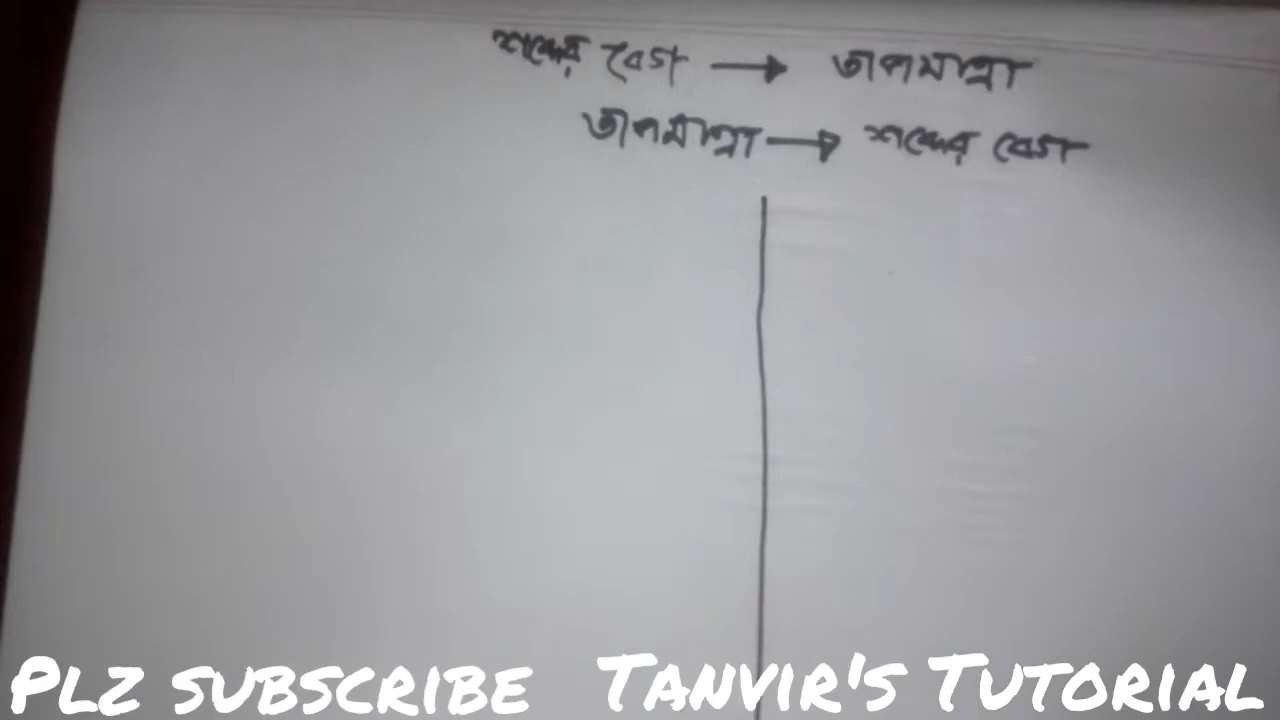 শব্দের বেগ → তাপমাত্রা
তাপমাত্রা → শব্দের বেগ
PLZ SUBSCRIBE TANVIR'S TUTORIAL